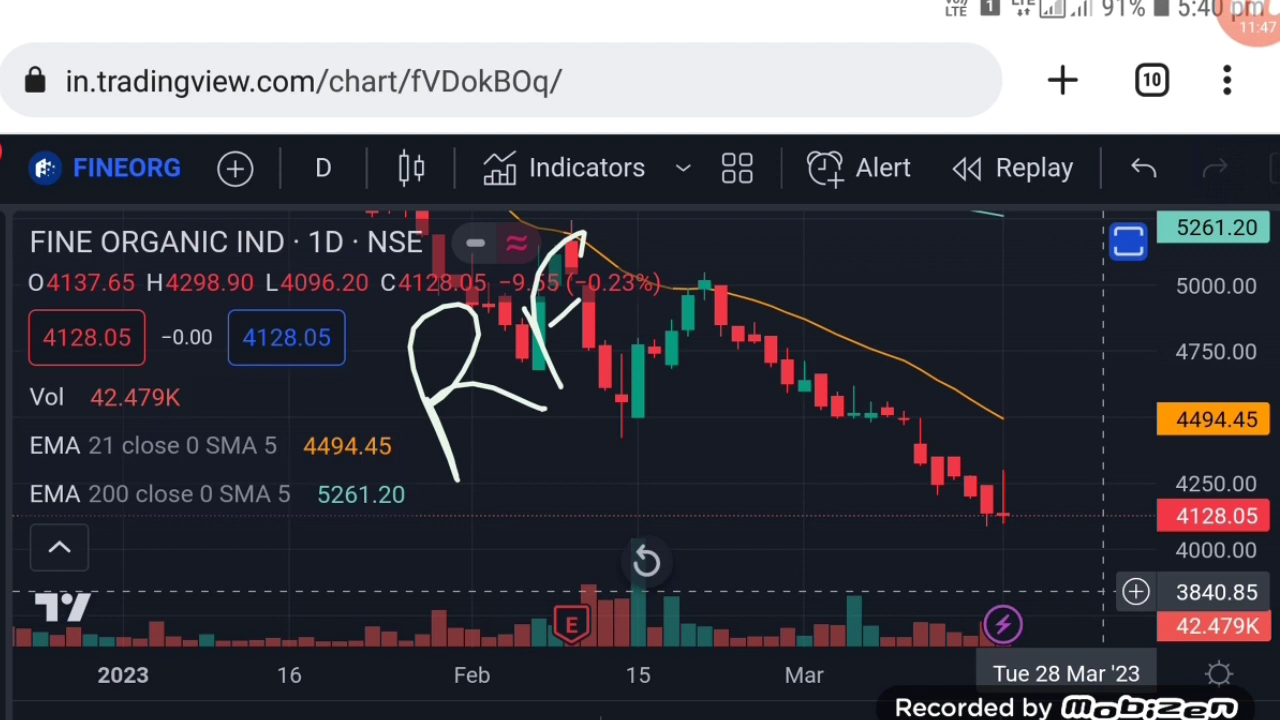 91% 5:40 pm
11:47
in.tradingview.com/chart/fVDokBOq/
10
FINEORG D Indicators Alert Replay
FINE ORGANIC IND · 1D · NSE
O4137.65 H4298.90 L4096.20 C4128.05 −9.55 (−0.23%)
4128.05 −0.00 4128.05
Vol 42.479K
EMA 21 close 0 SMA 5 4494.45
EMA 200 close 0 SMA 5 5261.20
RK
5261.20
5000.00
4750.00
4494.45
4250.00
4128.05
4000.00
3840.85
42.479K
E
2023 16 Feb 15 Mar Tue 28 Mar '23
Recorded by mobizen